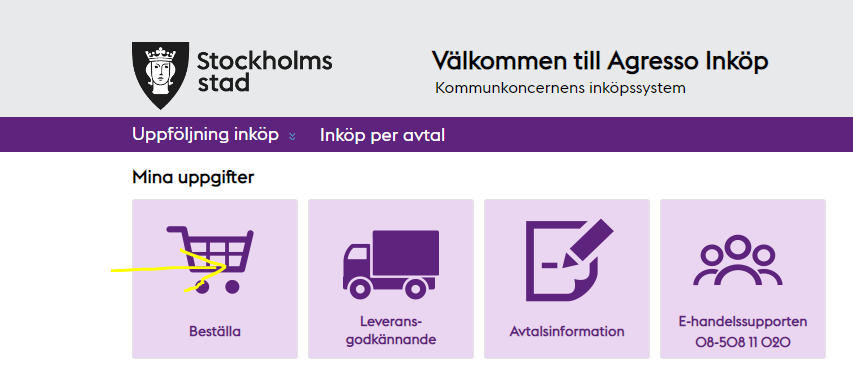 Stockholms
stad
Välkommen till Agresso Inköp
Kommunkoncernens inköpssystem
Uppföljning inköp
Inköp per avtal
Mina uppgifter
Beställa
Leverans-
godkännande
Avtalsinformation
E-handelssupporten
08-508 11 020